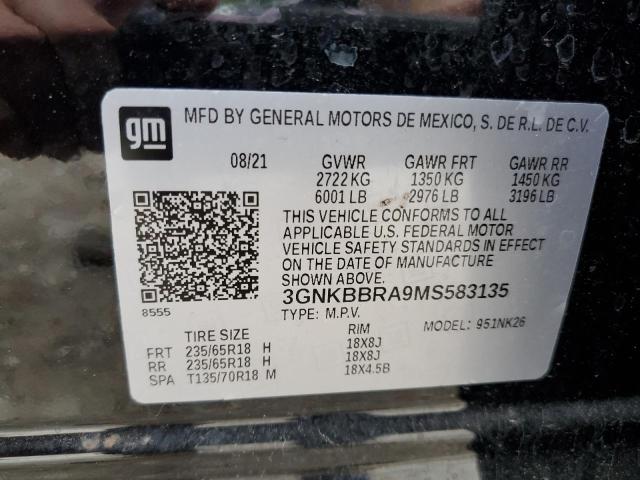 gm
MFD BY GENERAL MOTORS DE MEXICO, S. DE R.L. DE C.V.
08/21 GVWR GAWR FRT GAWR RR
2722 KG 1350 KG 1450 KG
6001 LB 2976 LB 3196 LB
THIS VEHICLE CONFORMS TO ALL
APPLICABLE U.S. FEDERAL MOTOR
VEHICLE SAFETY STANDARDS IN EFFECT
ON THE DATE OF MANUFACTURE
SHOWN ABOVE.
3GNKBBRA9MS583135
8555
TYPE: M.P.V. MODEL: 951NK26
TIRE SIZE RIM
FRT 235/65R18 H 18X8J
RR 235/65R18 H 18X8J
SPA T135/70R18 M 18X4.5B